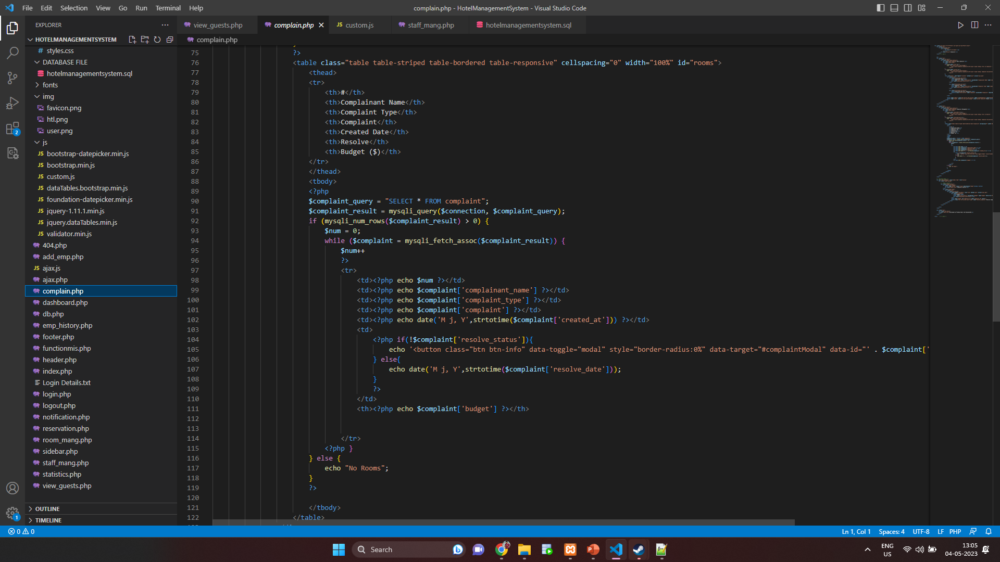 File Edit Selection View Go Run Terminal Help
complain.php - HotelManagementSystem - Visual Studio Code
EXPLORER
HOTELMANAGEMENTSYSTEM
# styles.css
DATABASE FILE
hotelmanagementsystem.sql
fonts
img
favicon.png
htl.png
user.png
js
JS bootstrap-datepicker.min.js
JS bootstrap.min.js
JS custom.js
JS dataTables.bootstrap.min.js
JS foundation-datepicker.min.js
JS jquery-1.11.1.min.js
JS jquery.dataTables.min.js
JS validator.min.js
404.php
add_emp.php
JS ajax.js
ajax.php
complain.php
dashboard.php
db.php
emp_history.php
footer.php
functionmis.php
header.php
index.php
Login Details.txt
login.php
logout.php
notification.php
reservation.php
room_mang.php
sidebar.php
staff_mang.php
statistics.php
view_guests.php
OUTLINE
TIMELINE
2
1
view_guests.php complain.php JS custom.js staff_mang.php hotelmanagementsystem.sql
complain.php
75 ?>
76 <table class="table table-striped table-bordered table-responsive" cellspacing="0" width="100%" id="rooms">
77 <thead>
78 <tr>
79 <th>#</th>
80 <th>Complainant Name</th>
81 <th>Complaint Type</th>
82 <th>Complaint</th>
83 <th>Created Date</th>
84 <th>Resolve</th>
85 <th>Budget ($)</th>
86 </tr>
87 </thead>
88 <tbody>
89 <?php
90 $complaint_query = "SELECT * FROM complaint";
91 $complaint_result = mysqli_query($connection, $complaint_query);
92 if (mysqli_num_rows($complaint_result) > 0) {
93 $num = 0;
94 while ($complaint = mysqli_fetch_assoc($complaint_result)) {
95 $num++
96 ?>
97 <tr>
98 <td><?php echo $num ?></td>
99 <td><?php echo $complaint['complainant_name'] ?></td>
100 <td><?php echo $complaint['complaint_type'] ?></td>
101 <td><?php echo $complaint['complaint'] ?></td>
102 <td><?php echo date('M j, Y',strtotime($complaint['created_at'])) ?></td>
103 <td>
104 <?php if(!$complaint['resolve_status']){
105 echo '<button class="btn btn-info" data-toggle="modal" style="border-radius:0%" data-target="#complaintModal" data-id="' . $complaint['
106 } else{
107 echo date('M j, Y',strtotime($complaint['resolve_date']));
108 }
109 ?>
110 </td>
111 <th><?php echo $complaint['budget'] ?></th>
112
113
114 </tr>
115 <?php }
116 } else {
117 echo "No Rooms";
118 }
119 ?>
120
121 </tbody>
122 </table>
0 0
Ln 1, Col 1 Spaces: 4 UTF-8 LF PHP
Search
ENG
US
13:05
04-05-2023